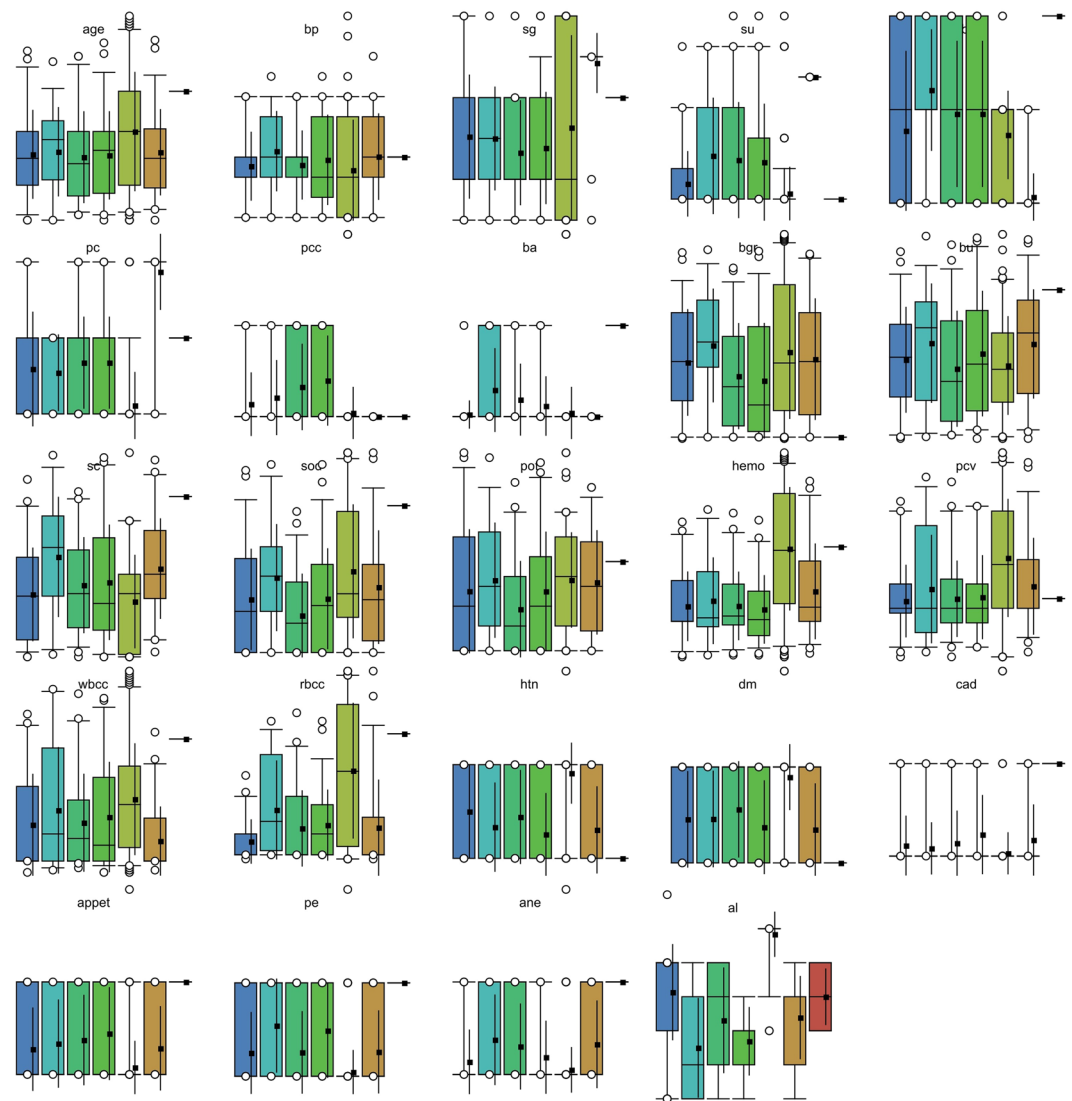 age bp sg su
pc pcc ba bgr bu
sc sod pot hemo pcv
wbcc rbcc htn dm cad
appet pe ane al